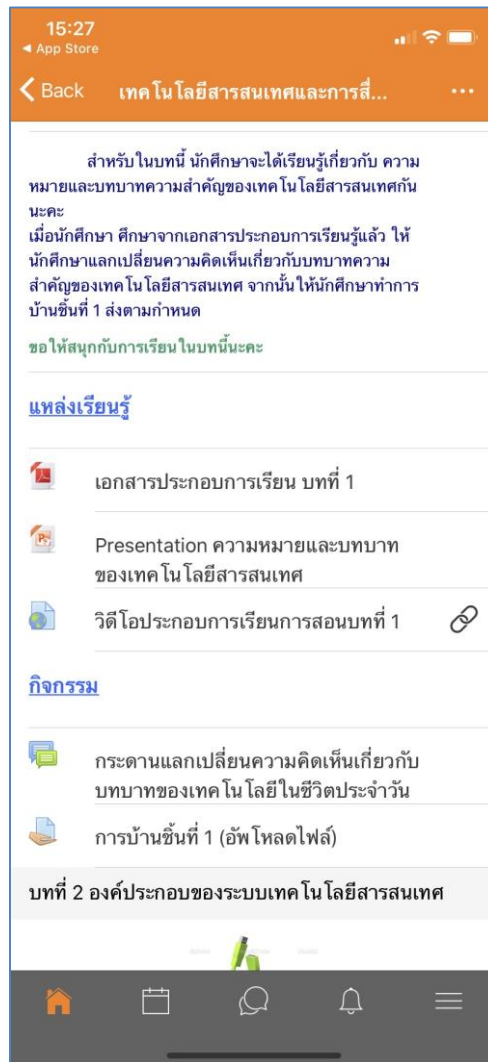 15:27
◀ App Store
Back เทคโนโลยีสารสนเทศและการสื่...
สำหรับในบทนี้ นักศึกษาจะได้เรียนรู้เกี่ยวกับ ความ
หมายและบทบาทความสำคัญของเทคโนโลยีสารสนเทศกัน
นะคะ
เมื่อนักศึกษา ศึกษาจากเอกสารประกอบการเรียนรู้แล้ว ให้
นักศึกษาแลกเปลี่ยนความคิดเห็นเกี่ยวกับบทบาทความ
สำคัญของเทคโนโลยีสารสนเทศ จากนั้นให้นักศึกษาทำการ
บ้านชิ้นที่ 1 ส่งตามกำหนด
ขอให้สนุกกับการเรียนในบทนี้นะคะ
แหล่งเรียนรู้
เอกสารประกอบการเรียน บทที่ 1
Presentation ความหมายและบทบาท
ของเทคโนโลยีสารสนเทศ
วิดีโอประกอบการเรียนการสอนบทที่ 1
กิจกรรม
กระดานแลกเปลี่ยนความคิดเห็นเกี่ยวกับ
บทบาทของเทคโนโลยีในชีวิตประจำวัน
การบ้านชิ้นที่ 1 (อัพโหลดไฟล์)
บทที่ 2 องค์ประกอบของระบบเทคโนโลยีสารสนเทศ